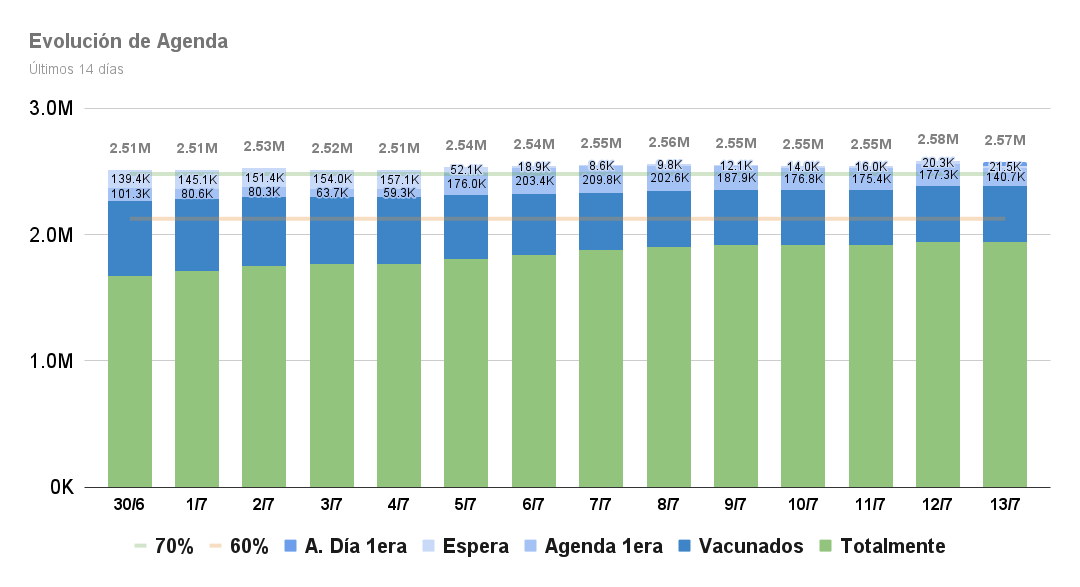 Evolución de Agenda
Últimos 14 días
3.0M
2.51M 2.51M 2.53M 2.52M 2.51M 2.54M 2.54M 2.55M 2.56M 2.55M 2.55M 2.55M 2.58M 2.57M
139.4K 145.1K 151.4K 154.0K 157.1K 52.1K 18.9K 8.6K 9.8K 12.1K 14.0K 16.0K 20.3K 21.5K
101.3K 80.6K 80.3K 63.7K 59.3K 176.0K 203.4K 209.8K 202.6K 187.9K 176.8K 175.4K 177.3K 140.7K
2.0M
1.0M
0K
30/6 1/7 2/7 3/7 4/7 5/7 6/7 7/7 8/7 9/7 10/7 11/7 12/7 13/7
70% 60% A. Día 1era Espera Agenda 1era Vacunados Totalmente